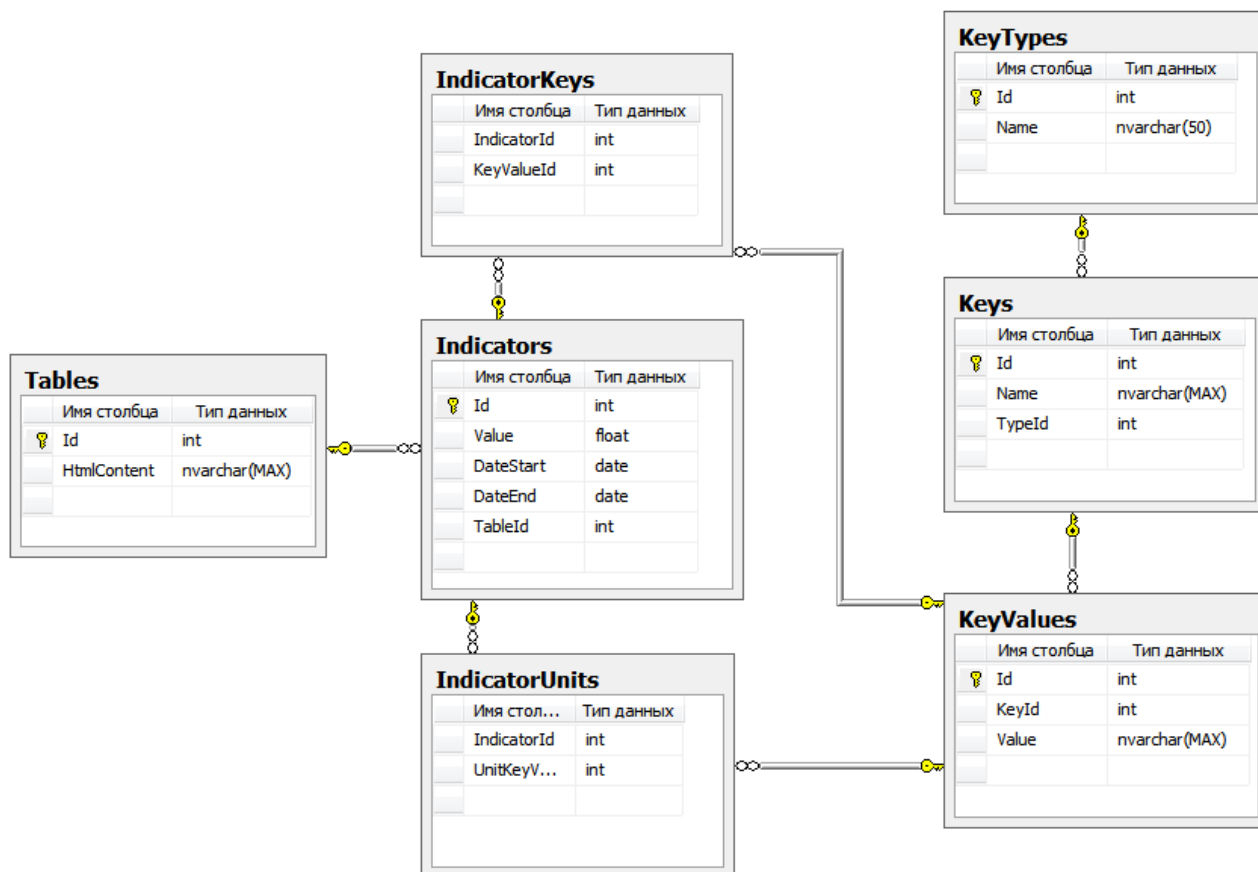 KeyTypes
Имя столбца Тип данных
Id int
Name nvarchar(50)
IndicatorKeys
Имя столбца Тип данных
IndicatorId int
KeyValueId int
Keys
Имя столбца Тип данных
Id int
Name nvarchar(MAX)
TypeId int
Indicators
Имя столбца Тип данных
Id int
Value float
DateStart date
DateEnd date
TableId int
Tables
Имя столбца Тип данных
Id int
HtmlContent nvarchar(MAX)
KeyValues
Имя столбца Тип данных
Id int
KeyId int
Value nvarchar(MAX)
IndicatorUnits
Имя стол... Тип данных
IndicatorId int
UnitKeyV... int